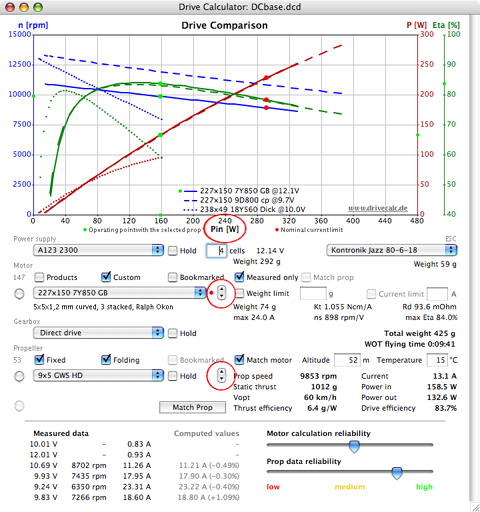 Drive Calculator: DCbase.dcd
n [rpm] Drive Comparison P [W] Eta [%]
15000 300 100
12500 250 90
10000 200 80
7500 150 70
5000 100 60
2500 50 50
0 0 40
0 40 80 120 160 200 240 280 320 360 400 440 480
227x150 7Y850 GB @12.1V
227x150 9D800 cp @9.7V
238x49 18Y560 Dick @10.0V
www.drivecalc.de
Operating point with the selected prop Pin [W] Nominal current limit
Power supply ESC
A123 2300 Hold 4 cells 12.14 V Kontronik Jazz 80-6-18
Weight 292 g Weight 59 g
Motor
147 Products Custom Bookmarked Measured only Match prop
227x150 7Y850 GB Weight limit g Current limit A
5x5x1,2 mm curved, 3 stacked, Ralph Okon Weight 74 g Kt 1.055 Ncm/A Rd 93.6 mOhm
max 24.0 A ns 898 rpm/V max Eta 84.0%
Gearbox
Direct drive Hold Total weight 425 g
WOT flying time 0:09:41
Propeller
53 Fixed Folding Bookmarked Match motor Altitude 52 m Temperature 15 °C
9x5 GWS HD Hold Prop speed 9853 rpm Current 13.1 A
Static thrust 1012 g Power in 158.5 W
Vopt 60 km/h Power out 132.6 W
Match Prop Thrust efficiency 6.4 g/W Drive efficiency 83.7%
Measured data Computed values Motor calculation reliability
10.01 V – 0.83 A
12.01 V – 0.93 A
10.69 V 8702 rpm 11.26 A 11.21 A (–0.49%)
9.93 V 7435 rpm 17.95 A 17.90 A (–0.30%) Prop data reliability
9.24 V 6350 rpm 23.31 A 23.22 A (–0.40%)
9.83 V 7266 rpm 18.60 A 18.80 A (+1.09%) low medium high